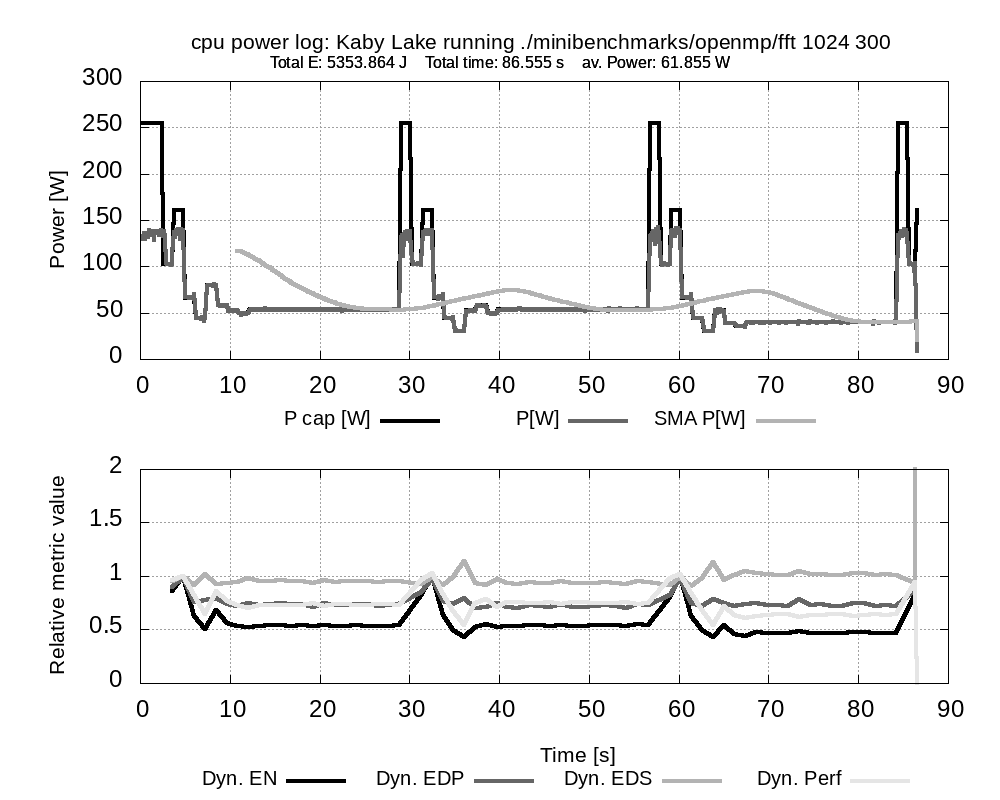 cpu power log: Kaby Lake running ./minibenchmarks/openmp/fft 1024 300
Total E: 5353.864 J    Total time: 86.555 s    av. Power: 61.855 W
300
250
200
150
100
50
0
Power [W]
0 10 20 30 40 50 60 70 80 90
P cap [W] P[W] SMA P[W]
2
1.5
1
0.5
0
Relative metric value
0 10 20 30 40 50 60 70 80 90
Time [s]
Dyn. EN Dyn. EDP Dyn. EDS Dyn. Perf